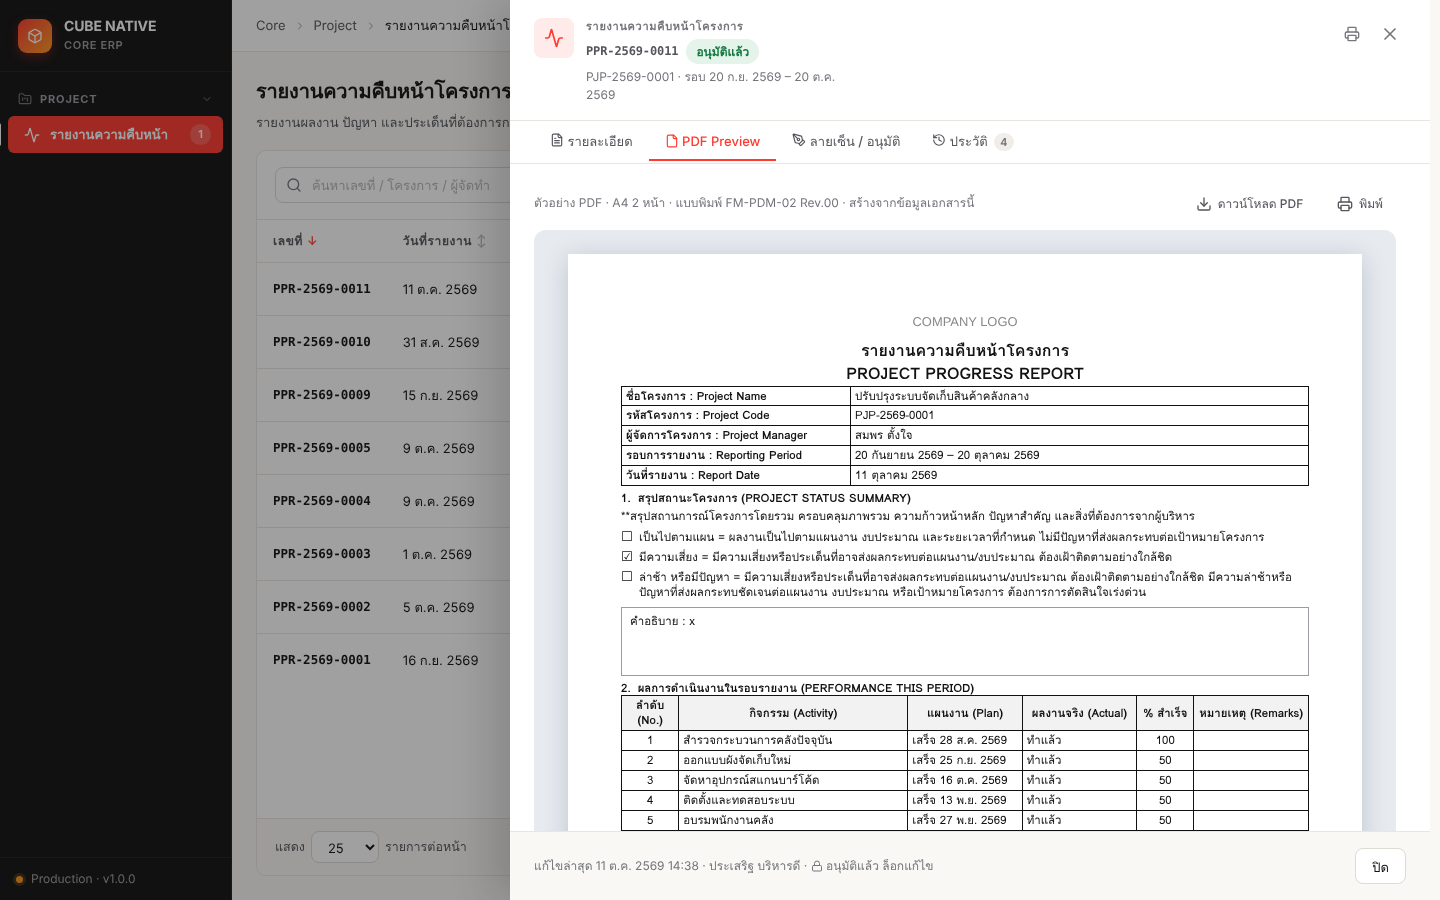 CUBE NATIVE
CORE ERP
PROJECT
รายงานความคืบหน้า 1
Production · v1.0.0
Core > Project > รายงานความคืบหน้าโ
รายงานความคืบหน้าโครงการ
รายงานผลงาน ปัญหา และประเด็นที่ต้องการก
ค้นหาเลขที่ / โครงการ / ผู้จัดทำ
เลขที่ วันที่รายงาน
PPR-2569-0011 11 ต.ค. 2569
PPR-2569-0010 31 ส.ค. 2569
PPR-2569-0009 15 ก.ย. 2569
PPR-2569-0005 9 ต.ค. 2569
PPR-2569-0004 9 ต.ค. 2569
PPR-2569-0003 1 ต.ค. 2569
PPR-2569-0002 5 ต.ค. 2569
PPR-2569-0001 16 ก.ย. 2569
แสดง 25 รายการต่อหน้า
รายงานความคืบหน้าโครงการ
PPR-2569-0011 อนุมัติแล้ว
PJP-2569-0001 · รอบ 20 ก.ย. 2569 – 20 ต.ค.
2569
รายละเอียด PDF Preview ลายเซ็น / อนุมัติ ประวัติ 4
ตัวอย่าง PDF · A4 2 หน้า · แบบพิมพ์ FM-PDM-02 Rev.00 · สร้างจากข้อมูลเอกสารนี้ ดาวน์โหลด PDF พิมพ์
COMPANY LOGO
รายงานความคืบหน้าโครงการ
PROJECT PROGRESS REPORT
ชื่อโครงการ : Project Name ปรับปรุงระบบจัดเก็บสินค้าคลังกลาง
รหัสโครงการ : Project Code PJP-2569-0001
ผู้จัดการโครงการ : Project Manager สมพร ตั้งใจ
รอบการรายงาน : Reporting Period 20 กันยายน 2569 – 20 ตุลาคม 2569
วันที่รายงาน : Report Date 11 ตุลาคม 2569
1. สรุปสถานะโครงการ (PROJECT STATUS SUMMARY)
**สรุปสถานการณ์โครงการโดยรวม ครอบคลุมภาพรวม ความก้าวหน้าหลัก ปัญหาสำคัญ และสิ่งที่ต้องการจากผู้บริหาร
☐ เป็นไปตามแผน = ผลงานเป็นไปตามแผนงาน งบประมาณ และระยะเวลาที่กำหนด ไม่มีปัญหาที่ส่งผลกระทบต่อเป้าหมายโครงการ
☑ มีความเสี่ยง = มีความเสี่ยงหรือประเด็นที่อาจส่งผลกระทบต่อแผนงาน/งบประมาณ ต้องเฝ้าติดตามอย่างใกล้ชิด
☐ ล่าช้า หรือมีปัญหา = มีความเสี่ยงหรือประเด็นที่อาจส่งผลกระทบต่อแผนงาน/งบประมาณ ต้องเฝ้าติดตามอย่างใกล้ชิด มีความล่าช้าหรือ
ปัญหาที่ส่งผลกระทบชัดเจนต่อแผนงาน งบประมาณ หรือเป้าหมายโครงการ ต้องการการตัดสินใจเร่งด่วน
คำอธิบาย : x
2. ผลการดำเนินงานในรอบรายงาน (PERFORMANCE THIS PERIOD)
ลำดับ (No.) กิจกรรม (Activity) แผนงาน (Plan) ผลงานจริง (Actual) % สำเร็จ หมายเหตุ (Remarks)
1 สำรวจกระบวนการคลังปัจจุบัน เสร็จ 28 ส.ค. 2569 ทำแล้ว 100
2 ออกแบบผังจัดเก็บใหม่ เสร็จ 25 ก.ย. 2569 ทำแล้ว 50
3 จัดหาอุปกรณ์สแกนบาร์โค้ด เสร็จ 16 ต.ค. 2569 ทำแล้ว 50
4 ติดตั้งและทดสอบระบบ เสร็จ 13 พ.ย. 2569 ทำแล้ว 50
5 อบรมพนักงานคลัง เสร็จ 27 พ.ย. 2569 ทำแล้ว 50
แก้ไขล่าสุด 11 ต.ค. 2569 14:38 · ประเสริฐ บริหารดี · อนุมัติแล้ว ล็อกแก้ไข ปิด